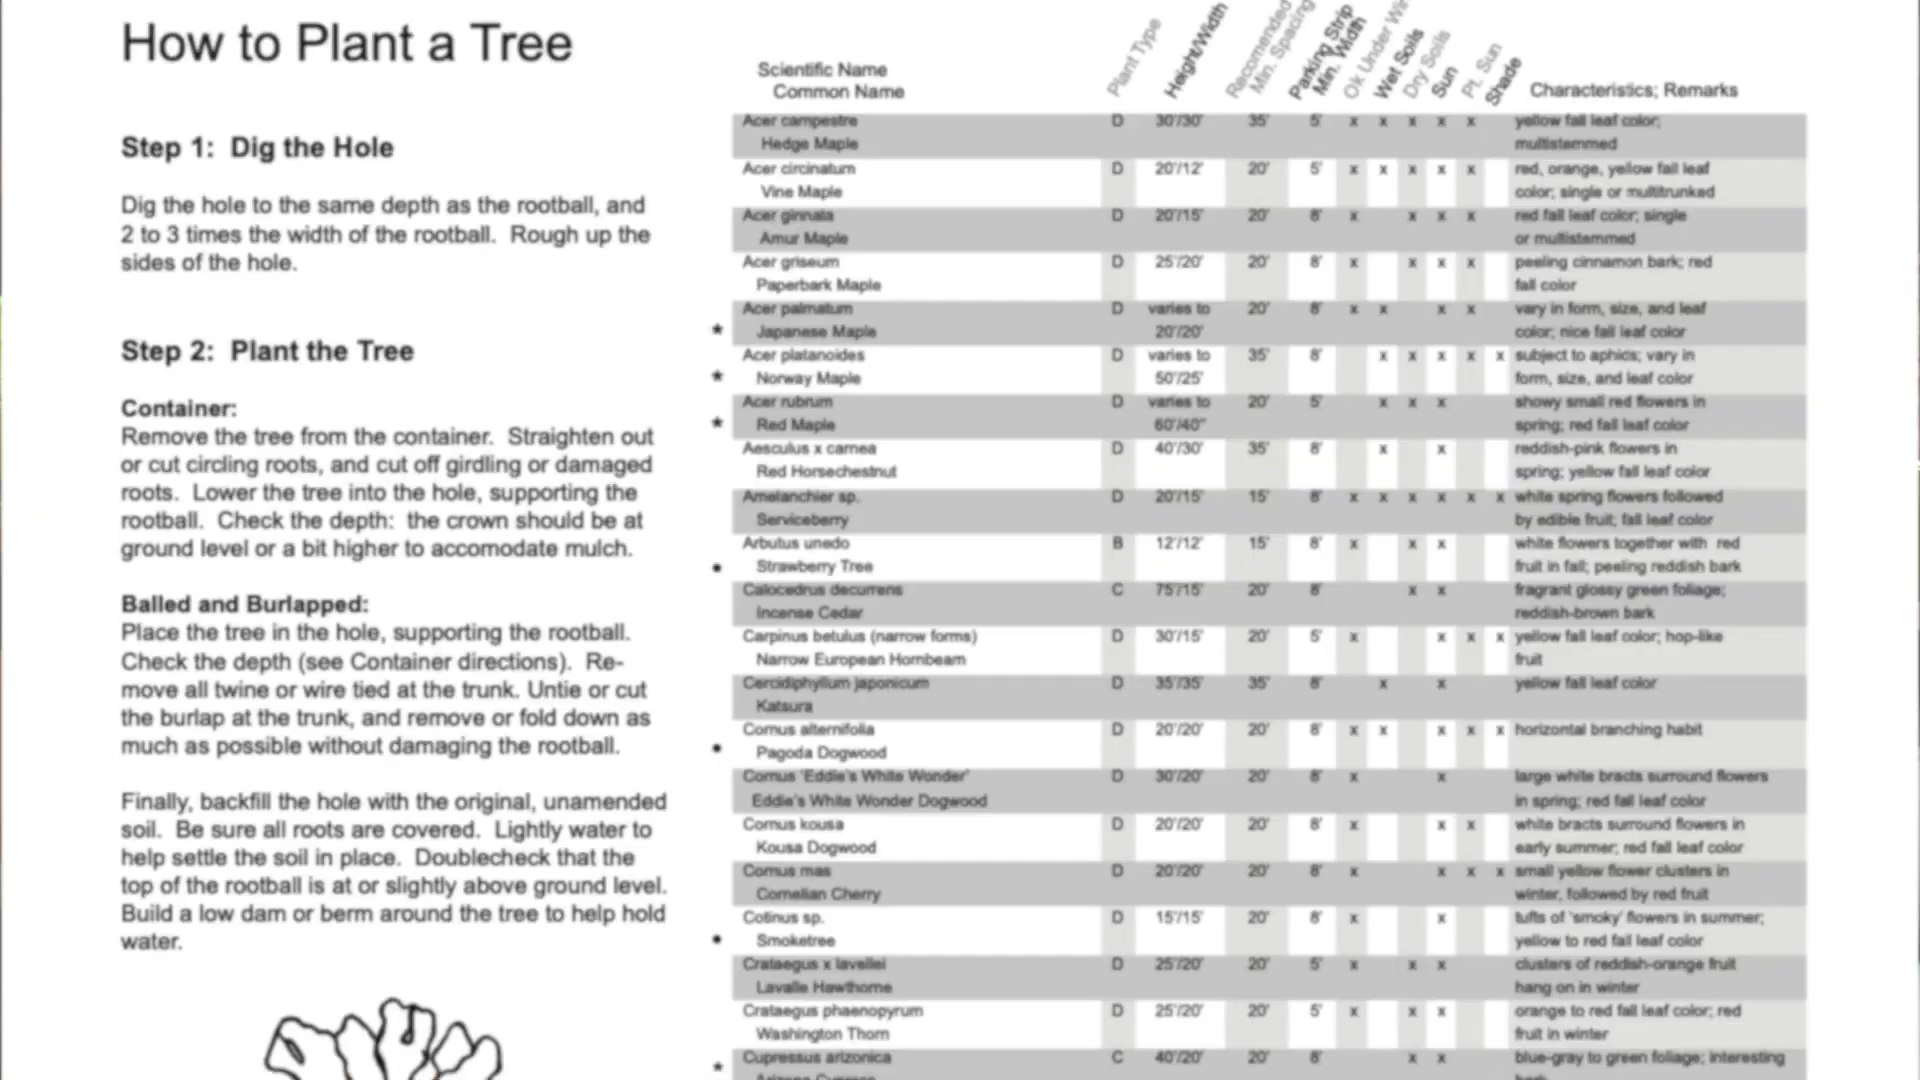 How to Plant a Tree
Step 1: Dig the Hole
Dig the hole to the same depth as the rootball, and
2 to 3 times the width of the rootball. Rough up the
sides of the hole.
Step 2: Plant the Tree
Container:
Remove the tree from the container. Straighten out
or cut circling roots, and cut off girdling or damaged
roots. Lower the tree into the hole, supporting the
rootball. Check the depth: the crown should be at
ground level or a bit higher to accomodate mulch.
Balled and Burlapped:
Place the tree in the hole, supporting the rootball.
Check the depth (see Container directions). Re-
move all twine or wire tied at the trunk. Untie or cut
the burlap at the trunk, and remove or fold down as
much as possible without damaging the rootball.
Finally, backfill the hole with the original, unamended
soil. Be sure all roots are covered. Lightly water to
help settle the soil in place. Doublecheck that the
top of the rootball is at or slightly above ground level.
Build a low dam or berm around the tree to help hold
water.
Scientific Name
Common Name
Plant Type
Height/Width
Recomended
Min. Spacing
Parking Strip
Min. Width
Ok Under
Wet Soils
Dry Soils
Sun
Pt. Sun
Shade
Characteristics; Remarks
Acer campestre D 30'/30' 35' 5' x x x x x yellow fall leaf color;
Hedge Maple multistemmed
Acer circinatum D 20'/12' 20' 5' x x x x x red, orange, yellow fall leaf
Vine Maple color; single or multitrunked
Acer ginnala D 20'/15' 20' 8' x x x x red fall leaf color; single
Amur Maple or multistemmed
Acer griseum D 25'/20' 20' 8' x x x x peeling cinnamon bark; red
Paperbark Maple fall color
Acer palmatum D varies to 20' 8' x x x x vary in form, size, and leaf
* Japanese Maple 20'/20' color; nice fall leaf color
Acer platanoides D varies to 35' 8' x x x x x subject to aphids; vary in
* Norway Maple 50'/25' form, size, and leaf color
Acer rubrum D varies to 20' 5' x x x showy small red flowers in
* Red Maple 60'/40" spring; red fall leaf color
Aesculus x carnea D 40'/30' 35' 8' x x reddish-pink flowers in
Red Horsechestnut spring; yellow fall leaf color
Amelanchier sp. D 20'/15' 15' 8' x x x x x x white spring flowers followed
Serviceberry by edible fruit; fall leaf color
Arbutus unedo B 12'/12' 15' 8' x x x white flowers together with red
• Strawberry Tree fruit in fall; peeling reddish bark
Calocedrus decurrens C 75'/15' 20' 8' x x fragrant glossy green foliage;
Incense Cedar reddish-brown bark
Carpinus betulus (narrow forms) D 30'/15' 20' 5' x x x x yellow fall leaf color; hop-like
Narrow European Hornbeam fruit
Cercidiphyllum japonicum D 35'/35' 35' 8' x x yellow fall leaf color
Katsura
Cornus alternifolia D 20'/20' 20' 8' x x x x x horizontal branching habit
• Pagoda Dogwood
Cornus 'Eddie's White Wonder' D 30'/20' 20' 8' x x large white bracts surround flowers
Eddie's White Wonder Dogwood in spring; red fall leaf color
Cornus kousa D 20'/20' 20' 8' x x x white bracts surround flowers in
Kousa Dogwood early summer; red fall leaf color
Cornus mas D 20'/20' 20' 8' x x x x small yellow flower clusters in
Cornelian Cherry winter, followed by red fruit
Cotinus sp. D 15'/15' 20' 8' x x tufts of 'smoky' flowers in summer;
• Smoketree yellow to red fall leaf color
Crataegus x lavallei D 25'/20' 20' 5' x x x clusters of reddish-orange fruit
Lavalle Hawthorne hang on in winter
Crataegus phaenopyrum D 25'/20' 20' 5' x x x orange to red fall leaf color; red
Washington Thorn fruit in winter
Cupressus arizonica C 40'/20' 20' 8' x x blue-gray to green foliage; interesting
*